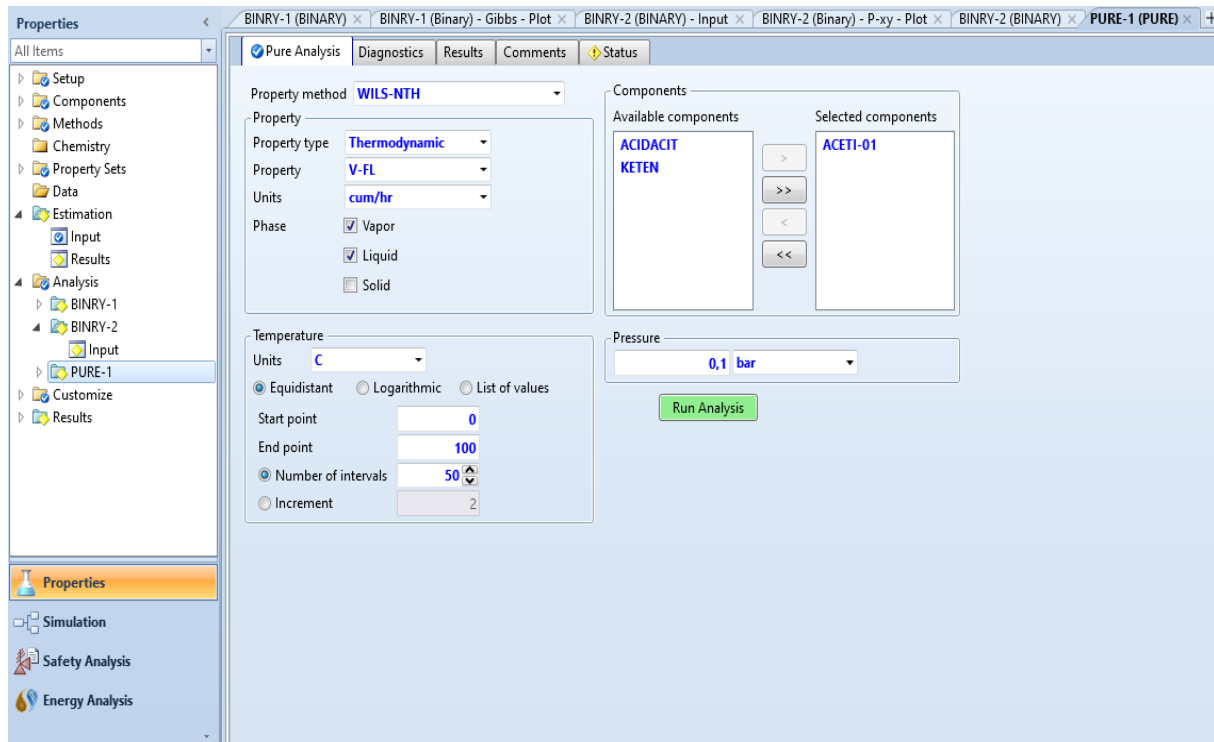 Properties <
All Items
Setup
Components
Methods
Chemistry
Property Sets
Data
Estimation
Input
Results
Analysis
BINRY-1
BINRY-2
Input
PURE-1
Customize
Results
Properties
Simulation
Safety Analysis
Energy Analysis
BINRY-1 (BINARY) × BINRY-1 (Binary) - Gibbs - Plot × BINRY-2 (BINARY) - Input × BINRY-2 (Binary) - P-xy - Plot × BINRY-2 (BINARY) × PURE-1 (PURE) × +
Pure Analysis Diagnostics Results Comments Status
Property method WILS-NTH
Property
Property type Thermodynamic
Property V-FL
Units cum/hr
Phase Vapor
Liquid
Solid
Temperature
Units C
Equidistant Logarithmic List of values
Start point 0
End point 100
Number of intervals 50
Increment 2
Components
Available components Selected components
ACIDACIT > ACETI-01
KETEN
>>
<
<<
Pressure
0,1 bar
Run Analysis